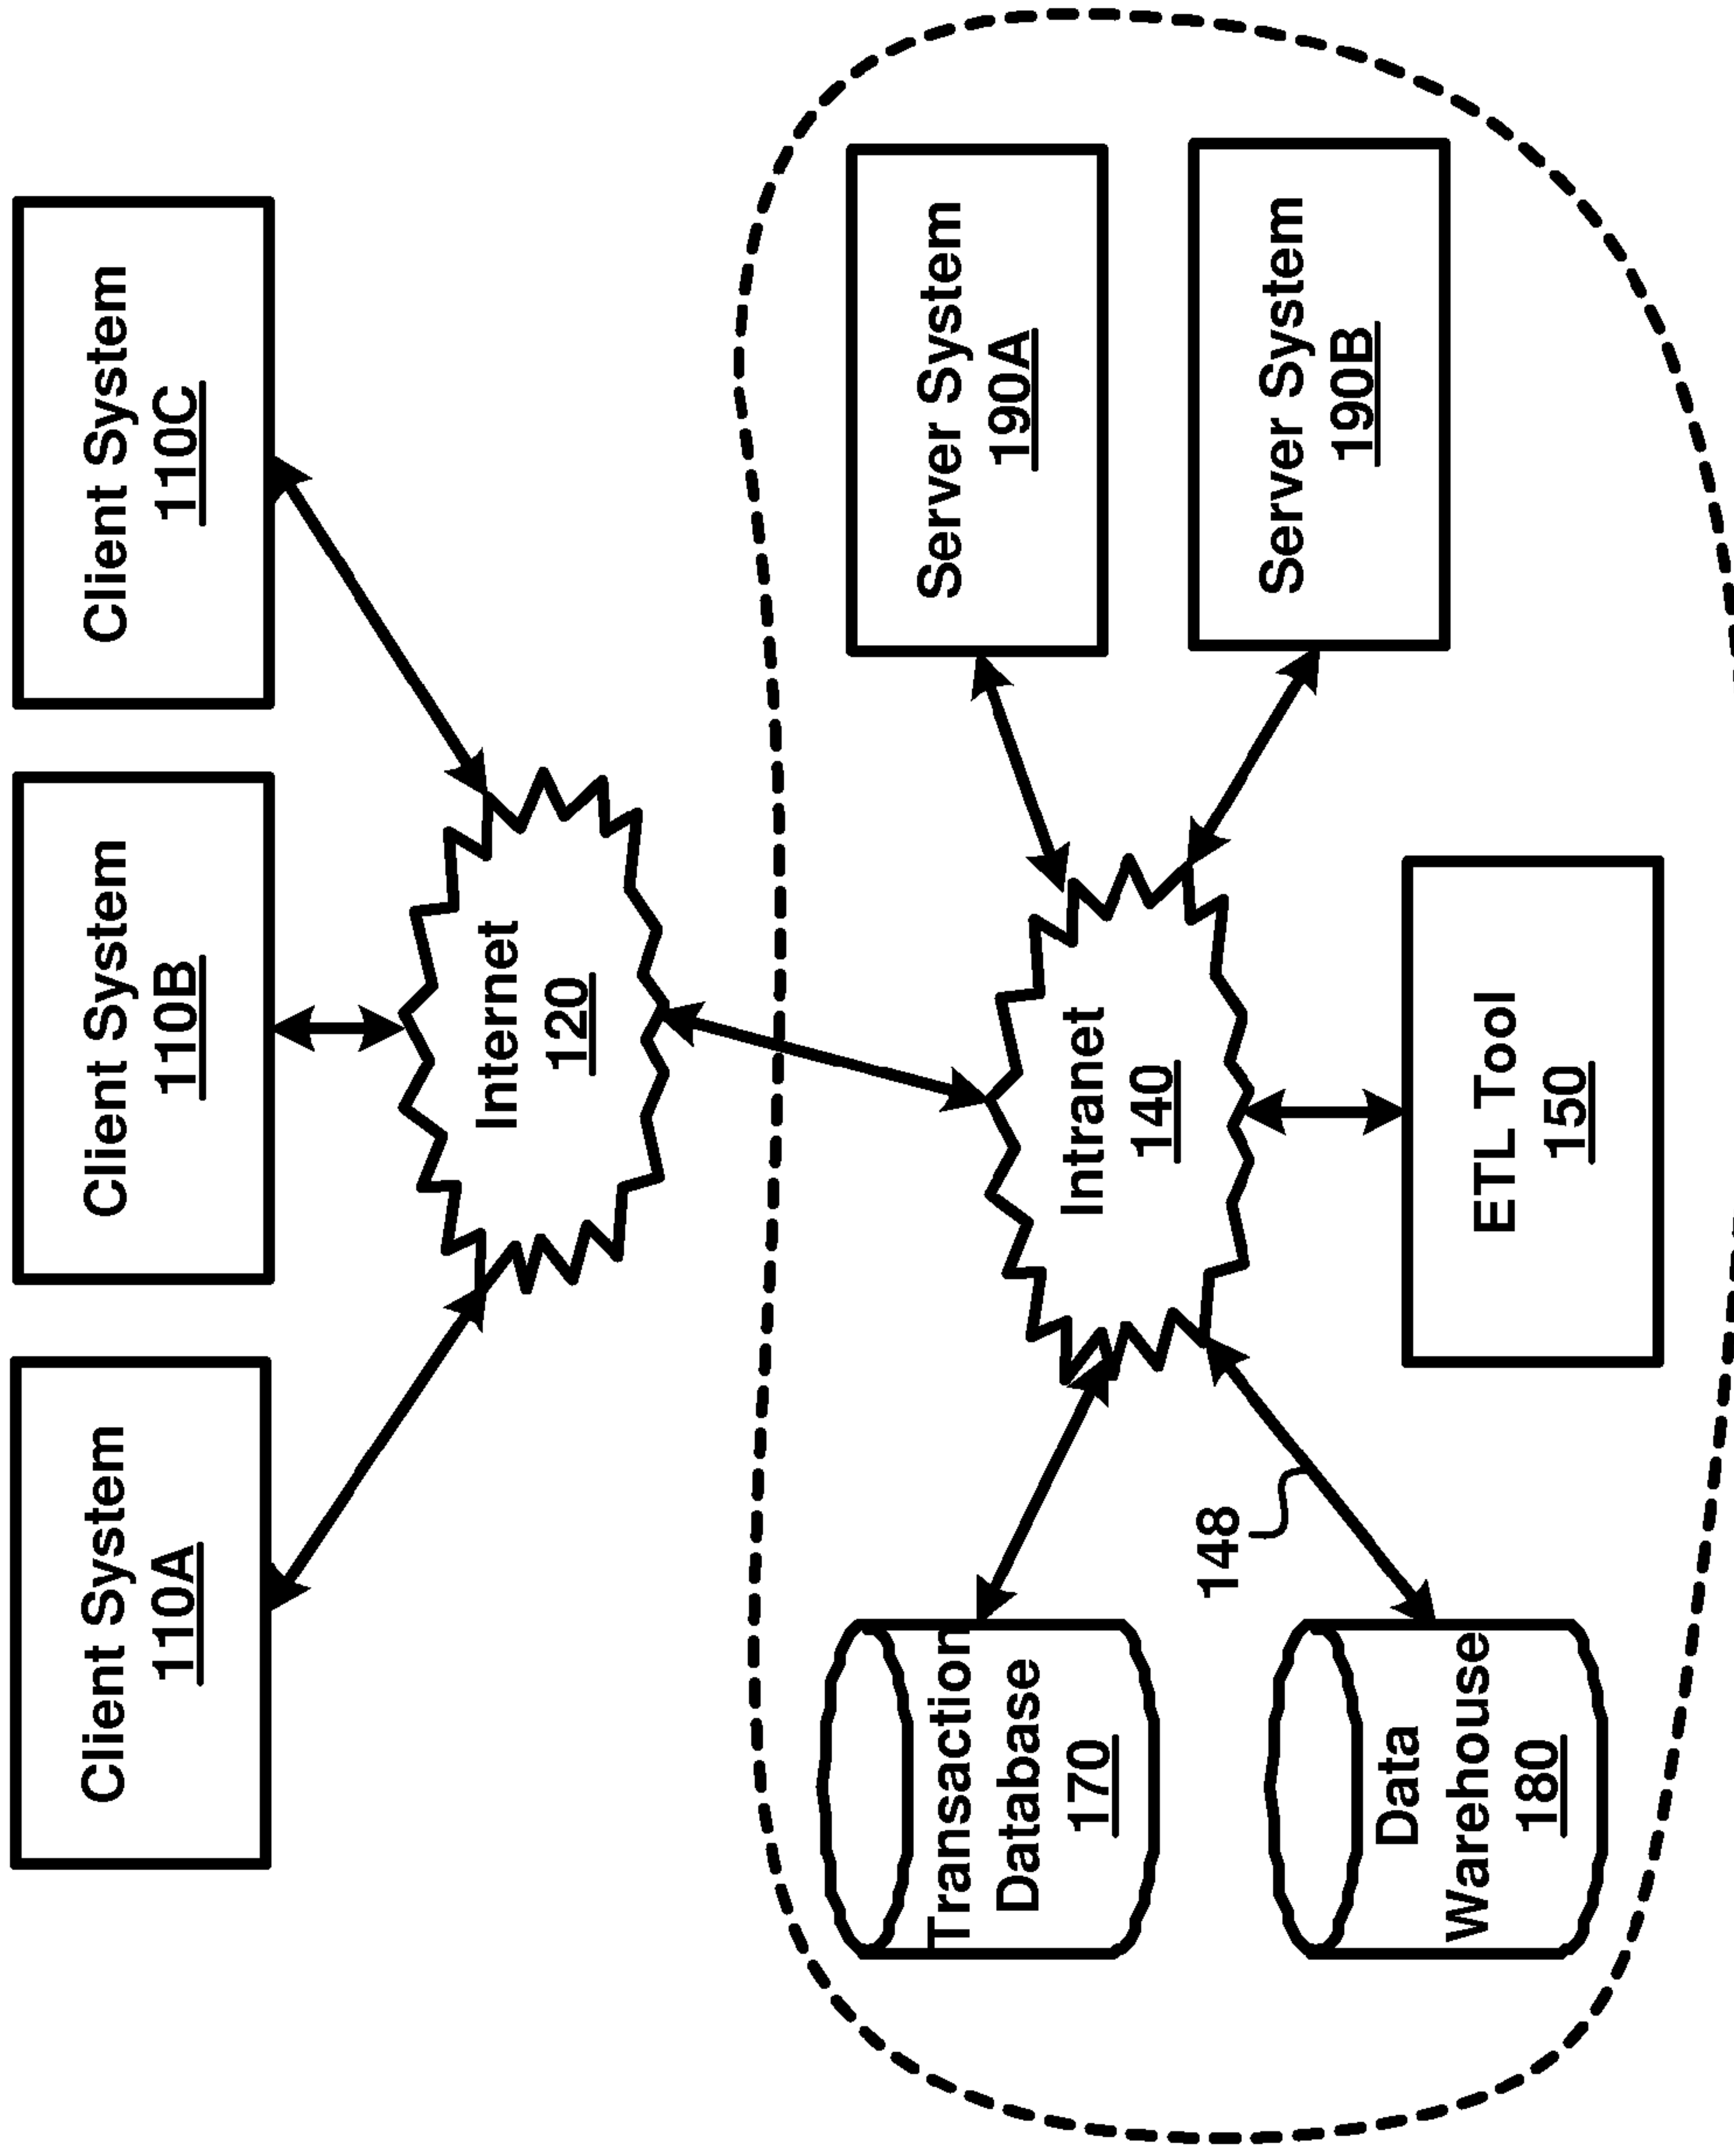 Client System
110A
Client System
110B
Client System
110C
Internet
120
Transaction
Database
170
Intranet
140
Server System
190A
148
Data
Warehouse
180
ETL Tool
150
Server System
190B